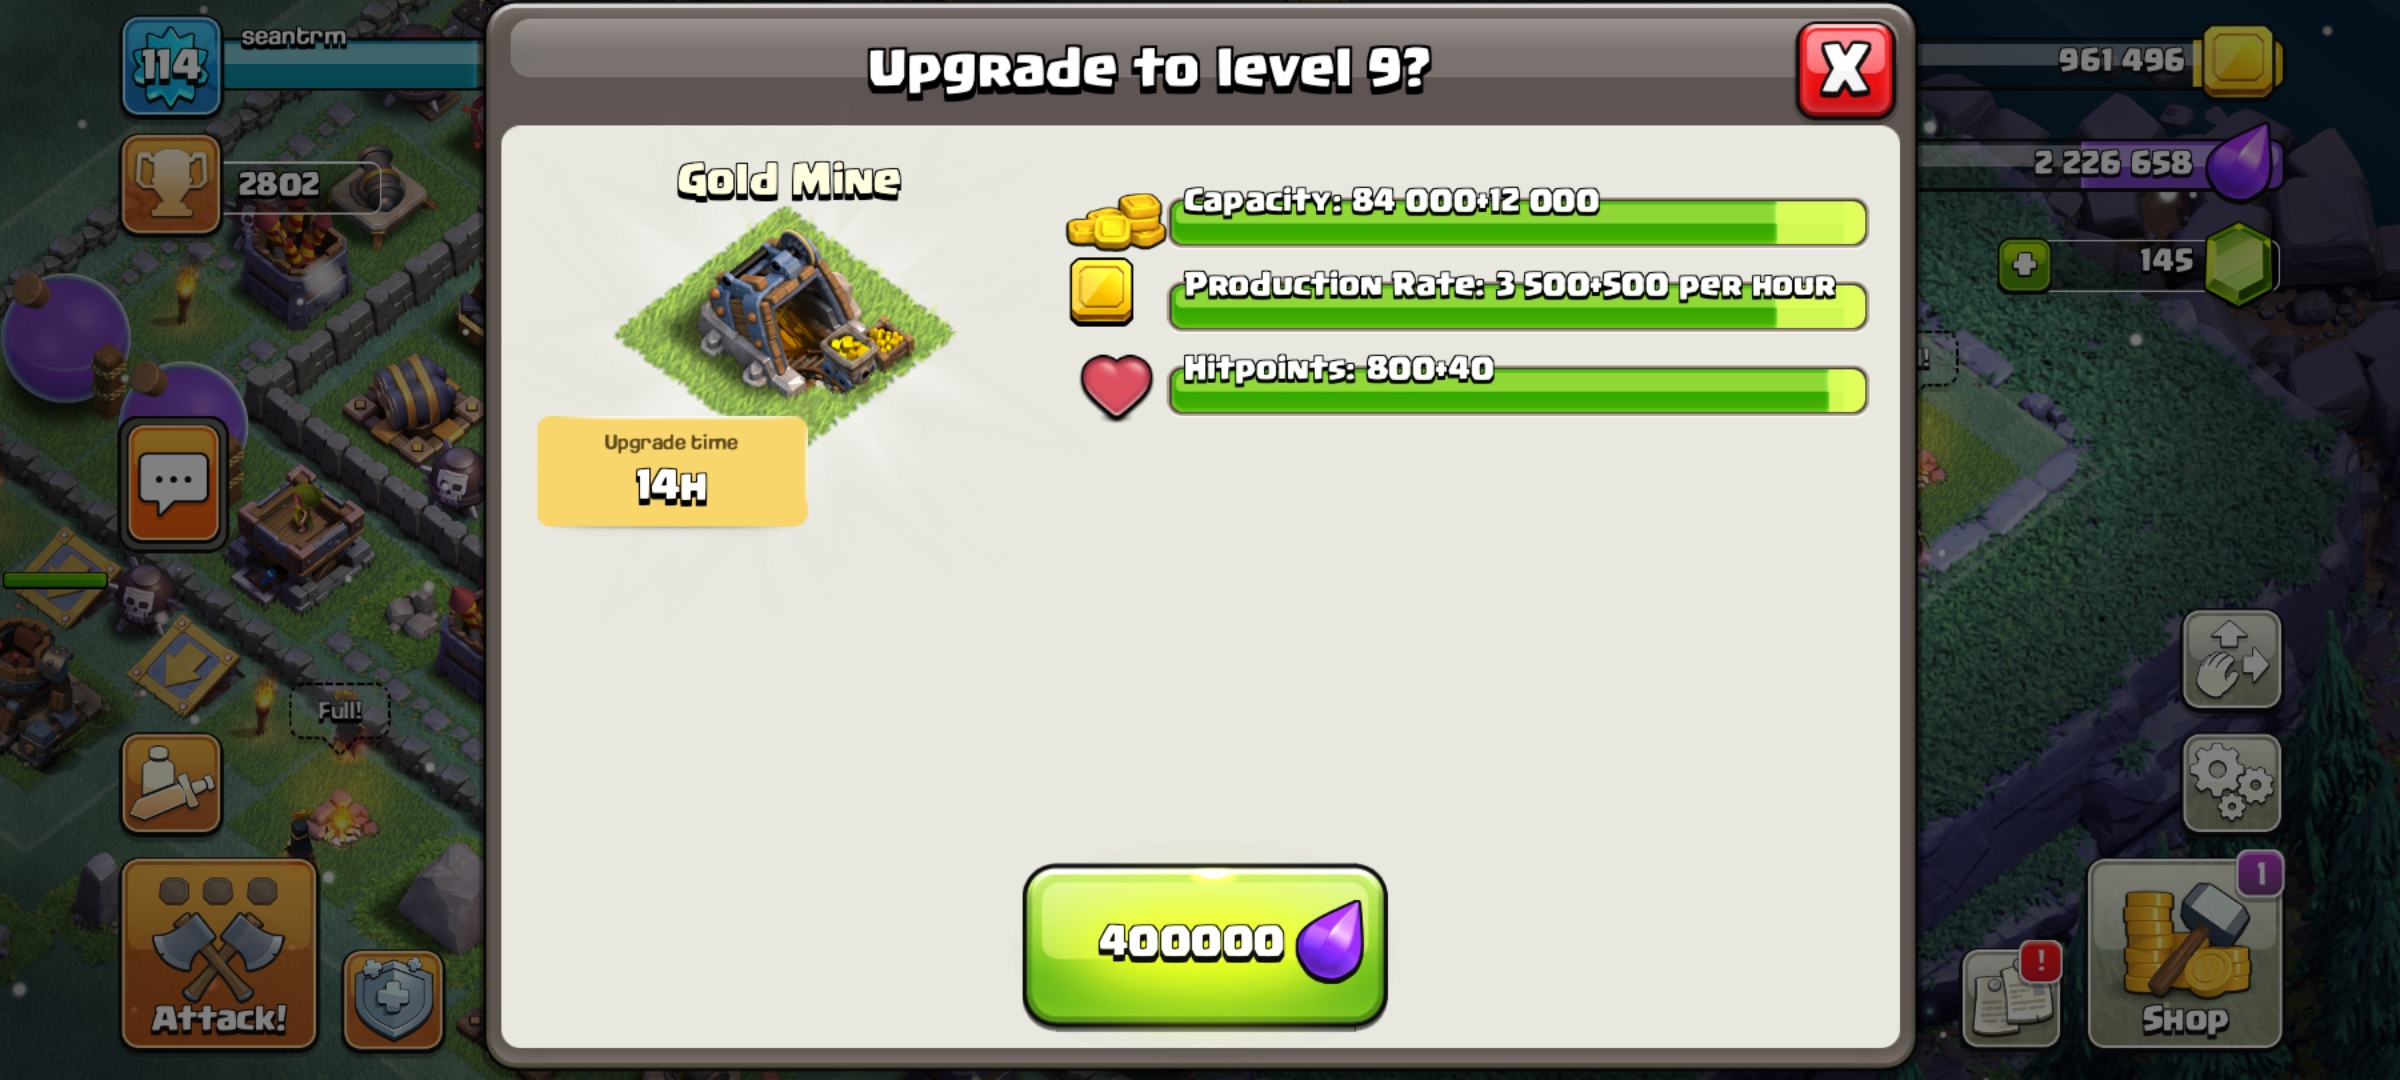 114
seantrm
2802
Upgrade to level 9?
X
961 496
2 226 658
145
Gold Mine
Capacity: 84 000+12 000
Production Rate: 3 500+500 per hour
Hitpoints: 800+40
Upgrade time
14H
Full!
400000
Attack!
1
!
Shop